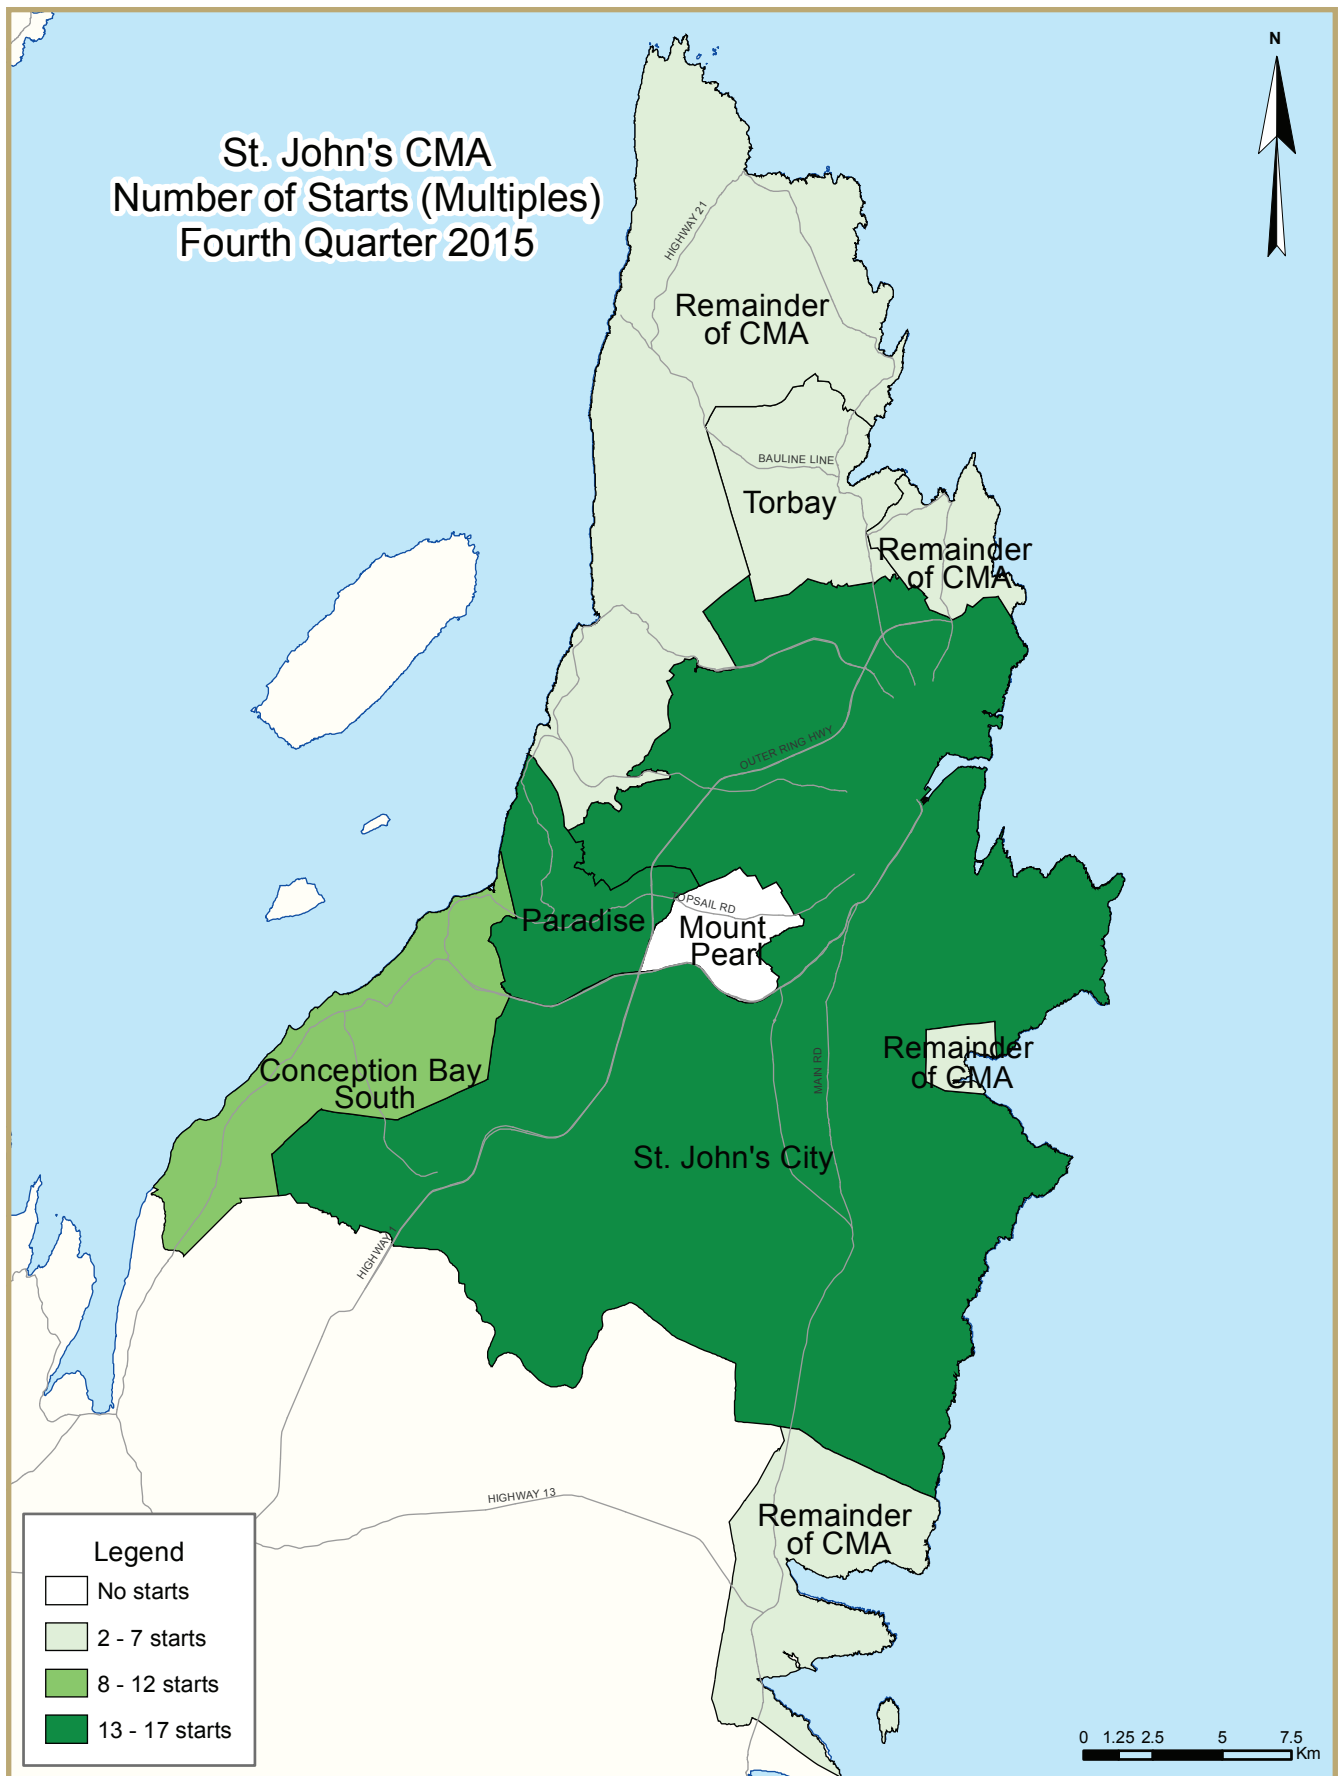 N
St. John's CMA
Number of Starts (Multiples)
Fourth Quarter 2015
HIGHWAY 21
Remainder
of CMA
BAULINE LINE
Torbay
Remainder
of CMA
OUTER RING HWY
TOPSAIL RD
Paradise
Mount
Pearl
Remainder
of CMA
Conception Bay
South
MAIN RD
St. John's City
HIGHWAY 1
HIGHWAY 13
Remainder
of CMA
Legend
No starts
2 - 7 starts
8 - 12 starts
13 - 17 starts
0 1.25 2.5 5 7.5
Km